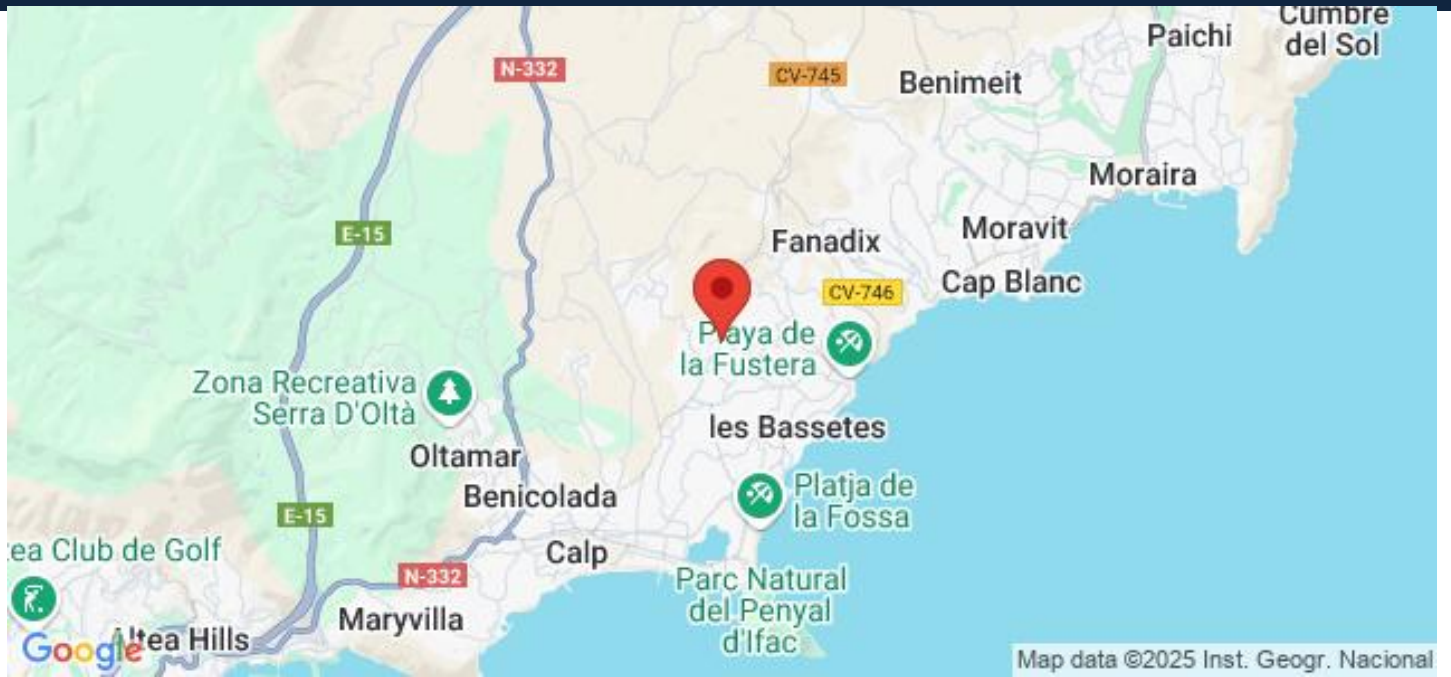 Cumbre
del Sol
Paichi
N-332
CV-745
Benimeit
Moraira
E-15
Fanadix
Moravit
Cap Blanc
CV-746
Playa de
la Fustera
Zona Recreativa
Serra D'Oltà
les Bassetes
Oltamar
Benicolada
Platja de
la Fossa
E-15
Calp
tea Club de Golf
N-332
Parc Natural
del Penyal
d'Ifac
Maryvilla
Altea Hills
Google
Map data ©2025 Inst. Geogr. Nacional